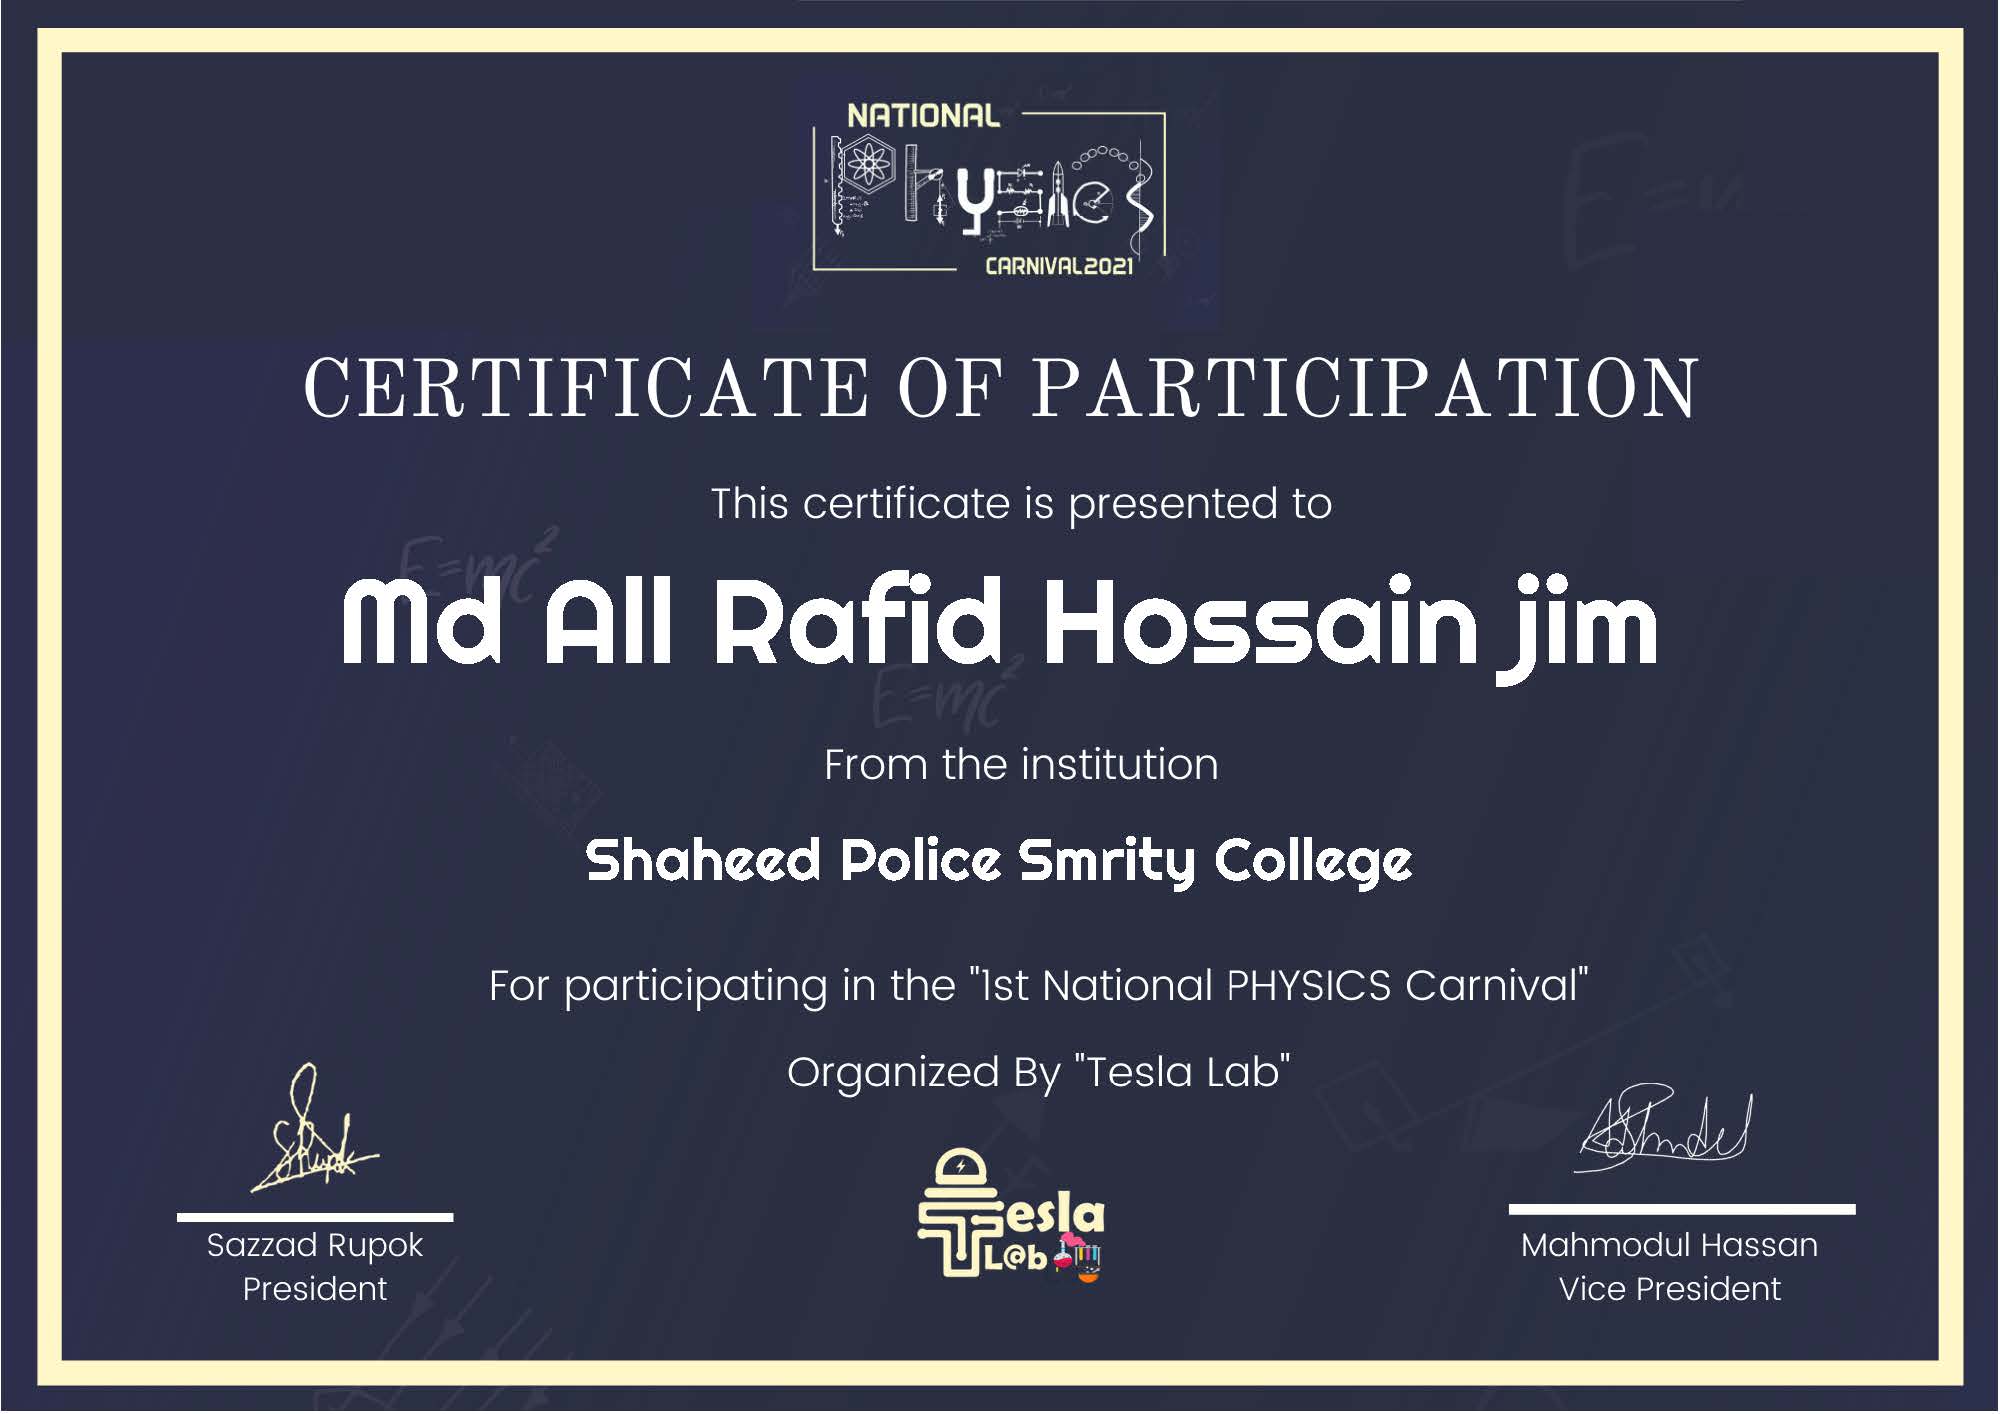 NATIONAL
Physics
CARNIVAL2021
CERTIFICATE OF PARTICIPATION
This certificate is presented to
E=mc²
Md All Rafid Hossain jim
E=mc²
From the institution
Shaheed Police Smrity College
For participating in the "1st National PHYSICS Carnival"
Organized By "Tesla Lab"
Tesla
L@b
Sazzad Rupok
President
Mahmodul Hassan
Vice President